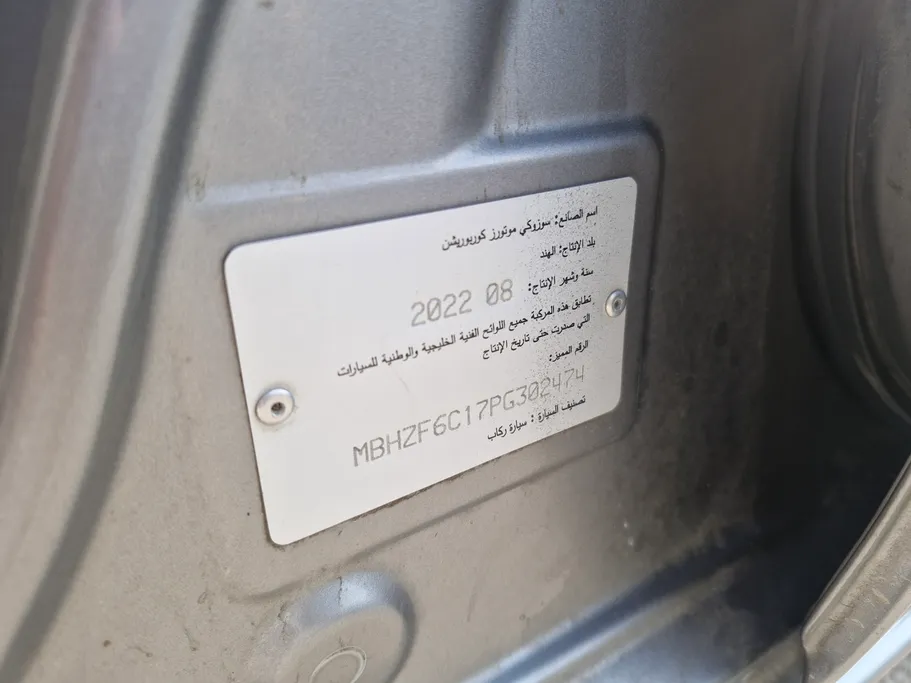 اسم الصانع: سوزوكي موتورز كوربوريشن
بلد الإنتاج: الهند
سنة وشهر الإنتاج: 2022 08
تطابق هذه المركبة جميع اللوائح الفنية الخليجية والوطنية للسيارات
التي صدرت حتى تاريخ الإنتاج
الرقم المميز:
MBHZF6C17PG302474
تصنيف السيارة : سيارة ركاب